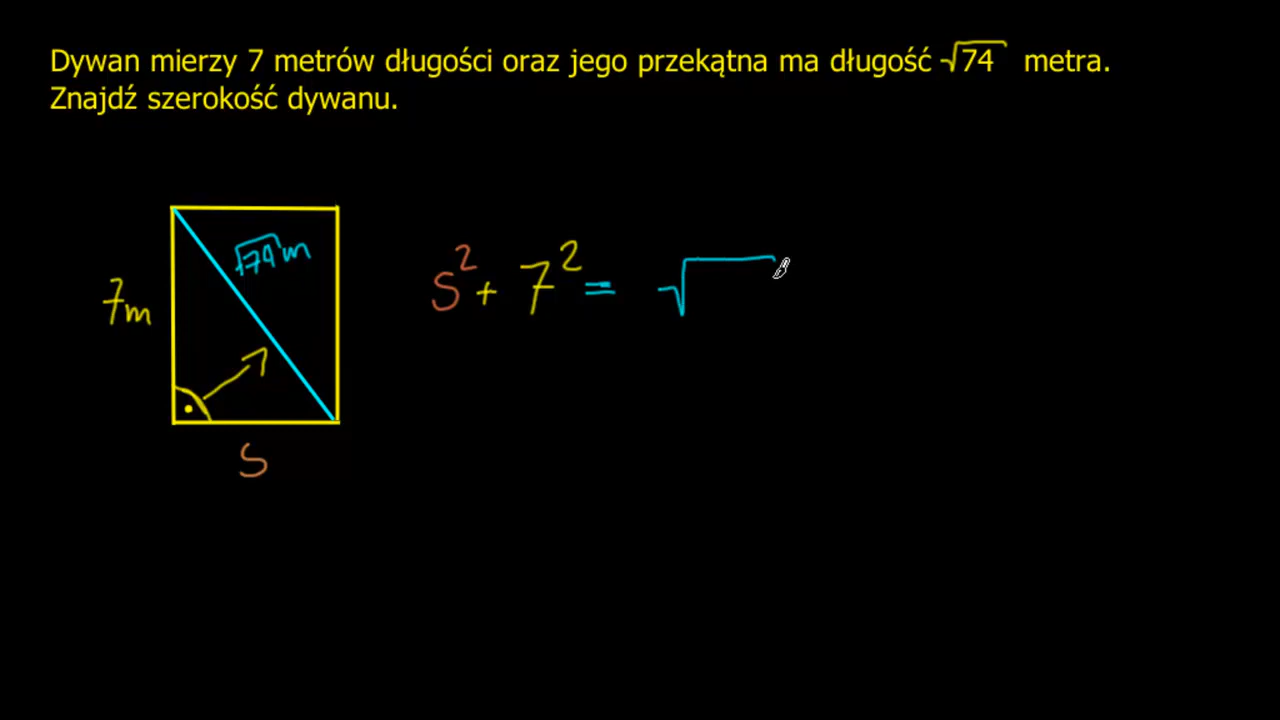 Dywan mierzy 7 metrów długości oraz jego przekątna ma długość √74 metra.
Znajdź szerokość dywanu.
√74 m
7m
S
S² + 7² = √